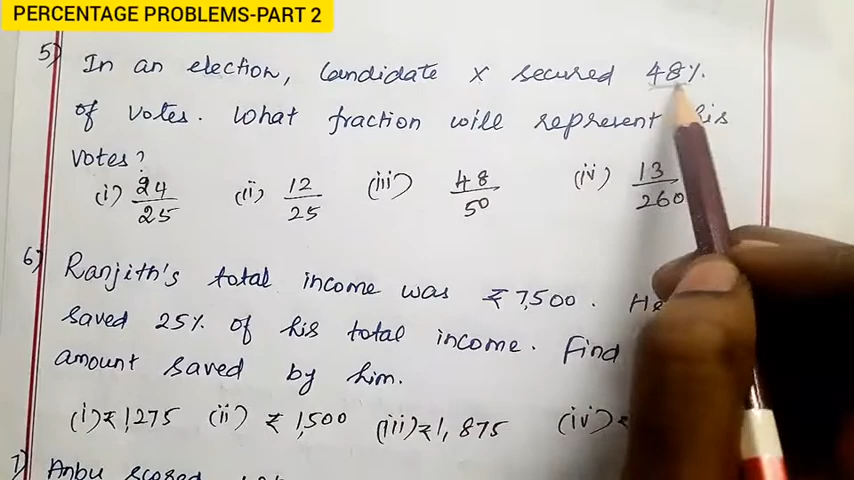 PERCENTAGE PROBLEMS-PART 2
5) In an election, Candidate X secured 48%
of votes. What fraction will represent his
votes?
(i) 24/25 (ii) 12/25 (iii) 48/50 (iv) 13/260
6) Ranjith's total income was ₹7,500. He
saved 25% of his total income. Find
amount saved by him.
(i) ₹1,275 (ii) ₹1,500 (iii) ₹1,875 (iv) ₹
7) Anbu scored